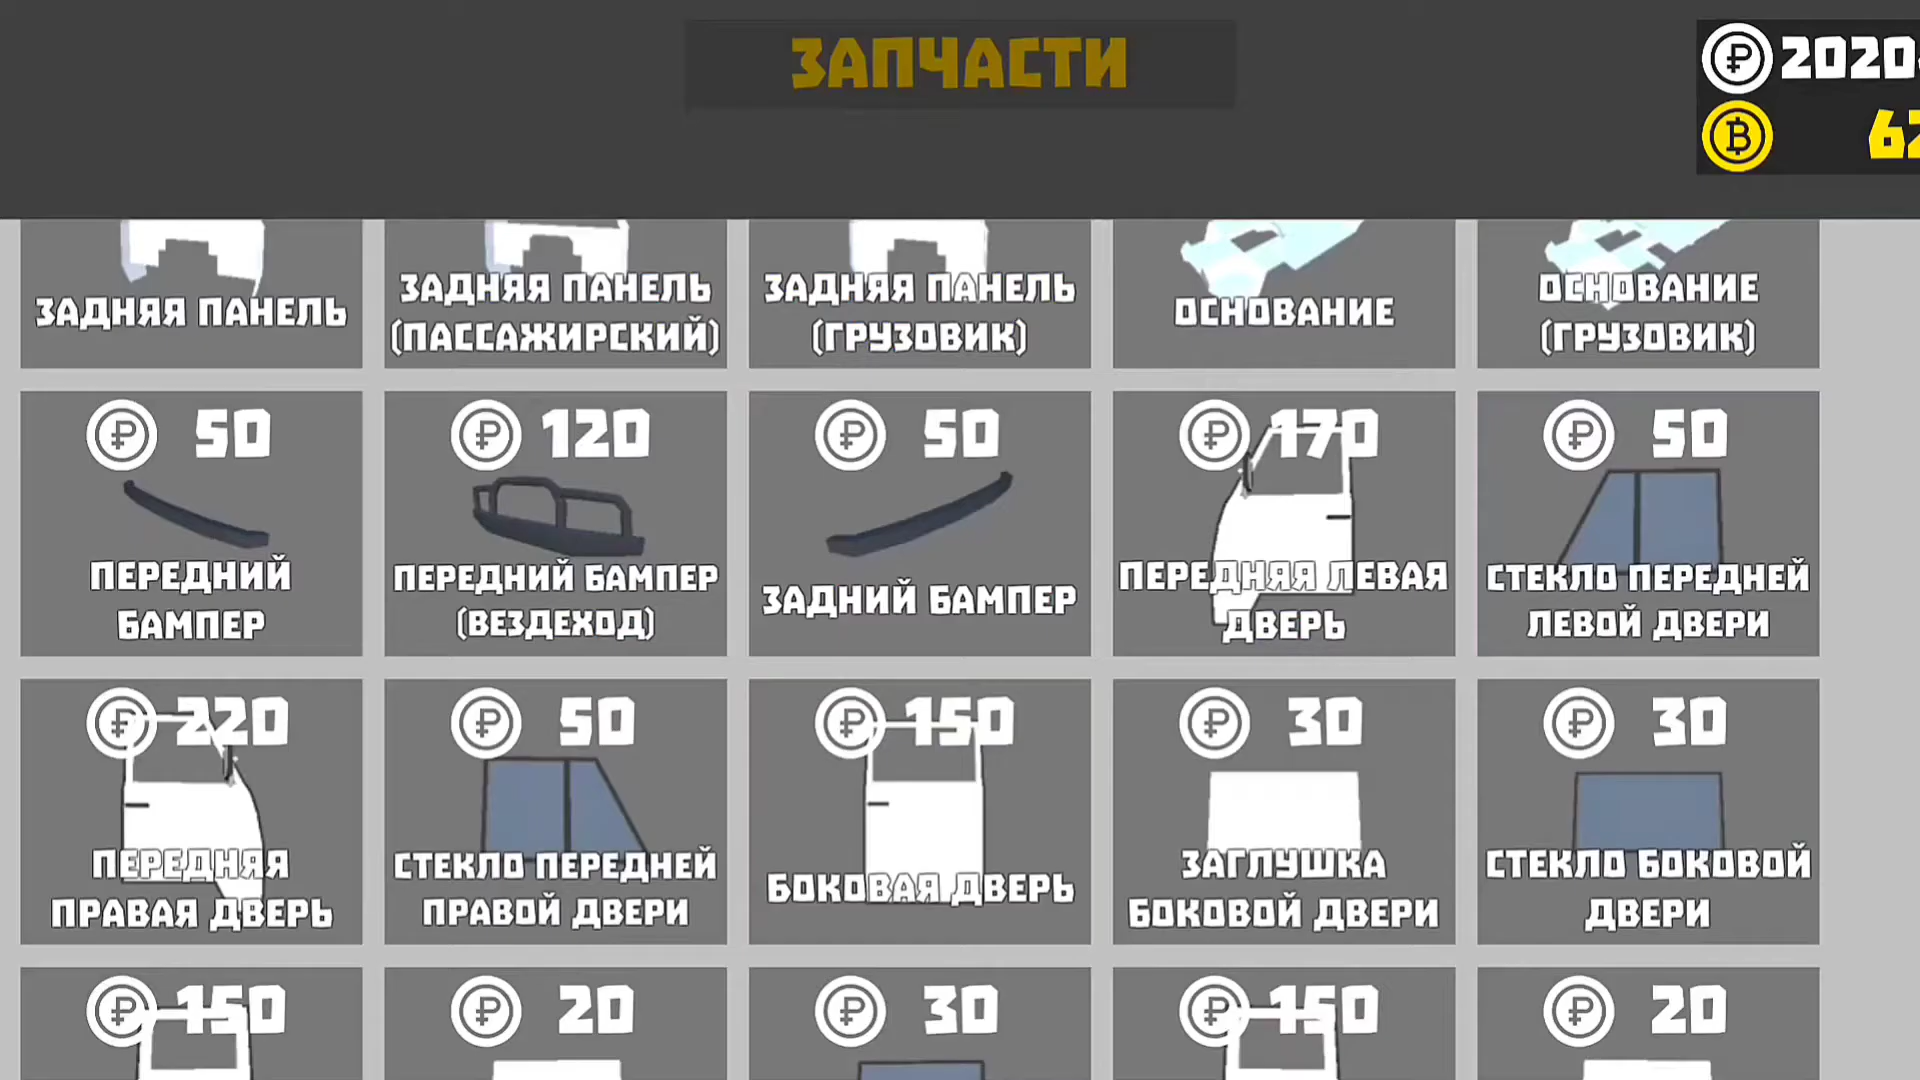 ЗАПЧАСТИ
2020
62
ЗАДНЯЯ ПАНЕЛЬ
ЗАДНЯЯ ПАНЕЛЬ
(ПАССАЖИРСКИЙ)
ЗАДНЯЯ ПАНЕЛЬ
(ГРУЗОВИК)
ОСНОВАНИЕ
ОСНОВАНИЕ
(ГРУЗОВИК)
50
ПЕРЕДНИЙ
БАМПЕР
120
ПЕРЕДНИЙ БАМПЕР
(ВЕЗДЕХОД)
50
ЗАДНИЙ БАМПЕР
170
ПЕРЕДНЯЯ ЛЕВАЯ
ДВЕРЬ
50
СТЕКЛО ПЕРЕДНЕЙ
ЛЕВОЙ ДВЕРИ
220
ПЕРЕДНЯЯ
ПРАВАЯ ДВЕРЬ
50
СТЕКЛО ПЕРЕДНЕЙ
ПРАВОЙ ДВЕРИ
150
БОКОВАЯ ДВЕРЬ
30
ЗАГЛУШКА
БОКОВОЙ ДВЕРИ
30
СТЕКЛО БОКОВОЙ
ДВЕРИ
150
20
30
150
20